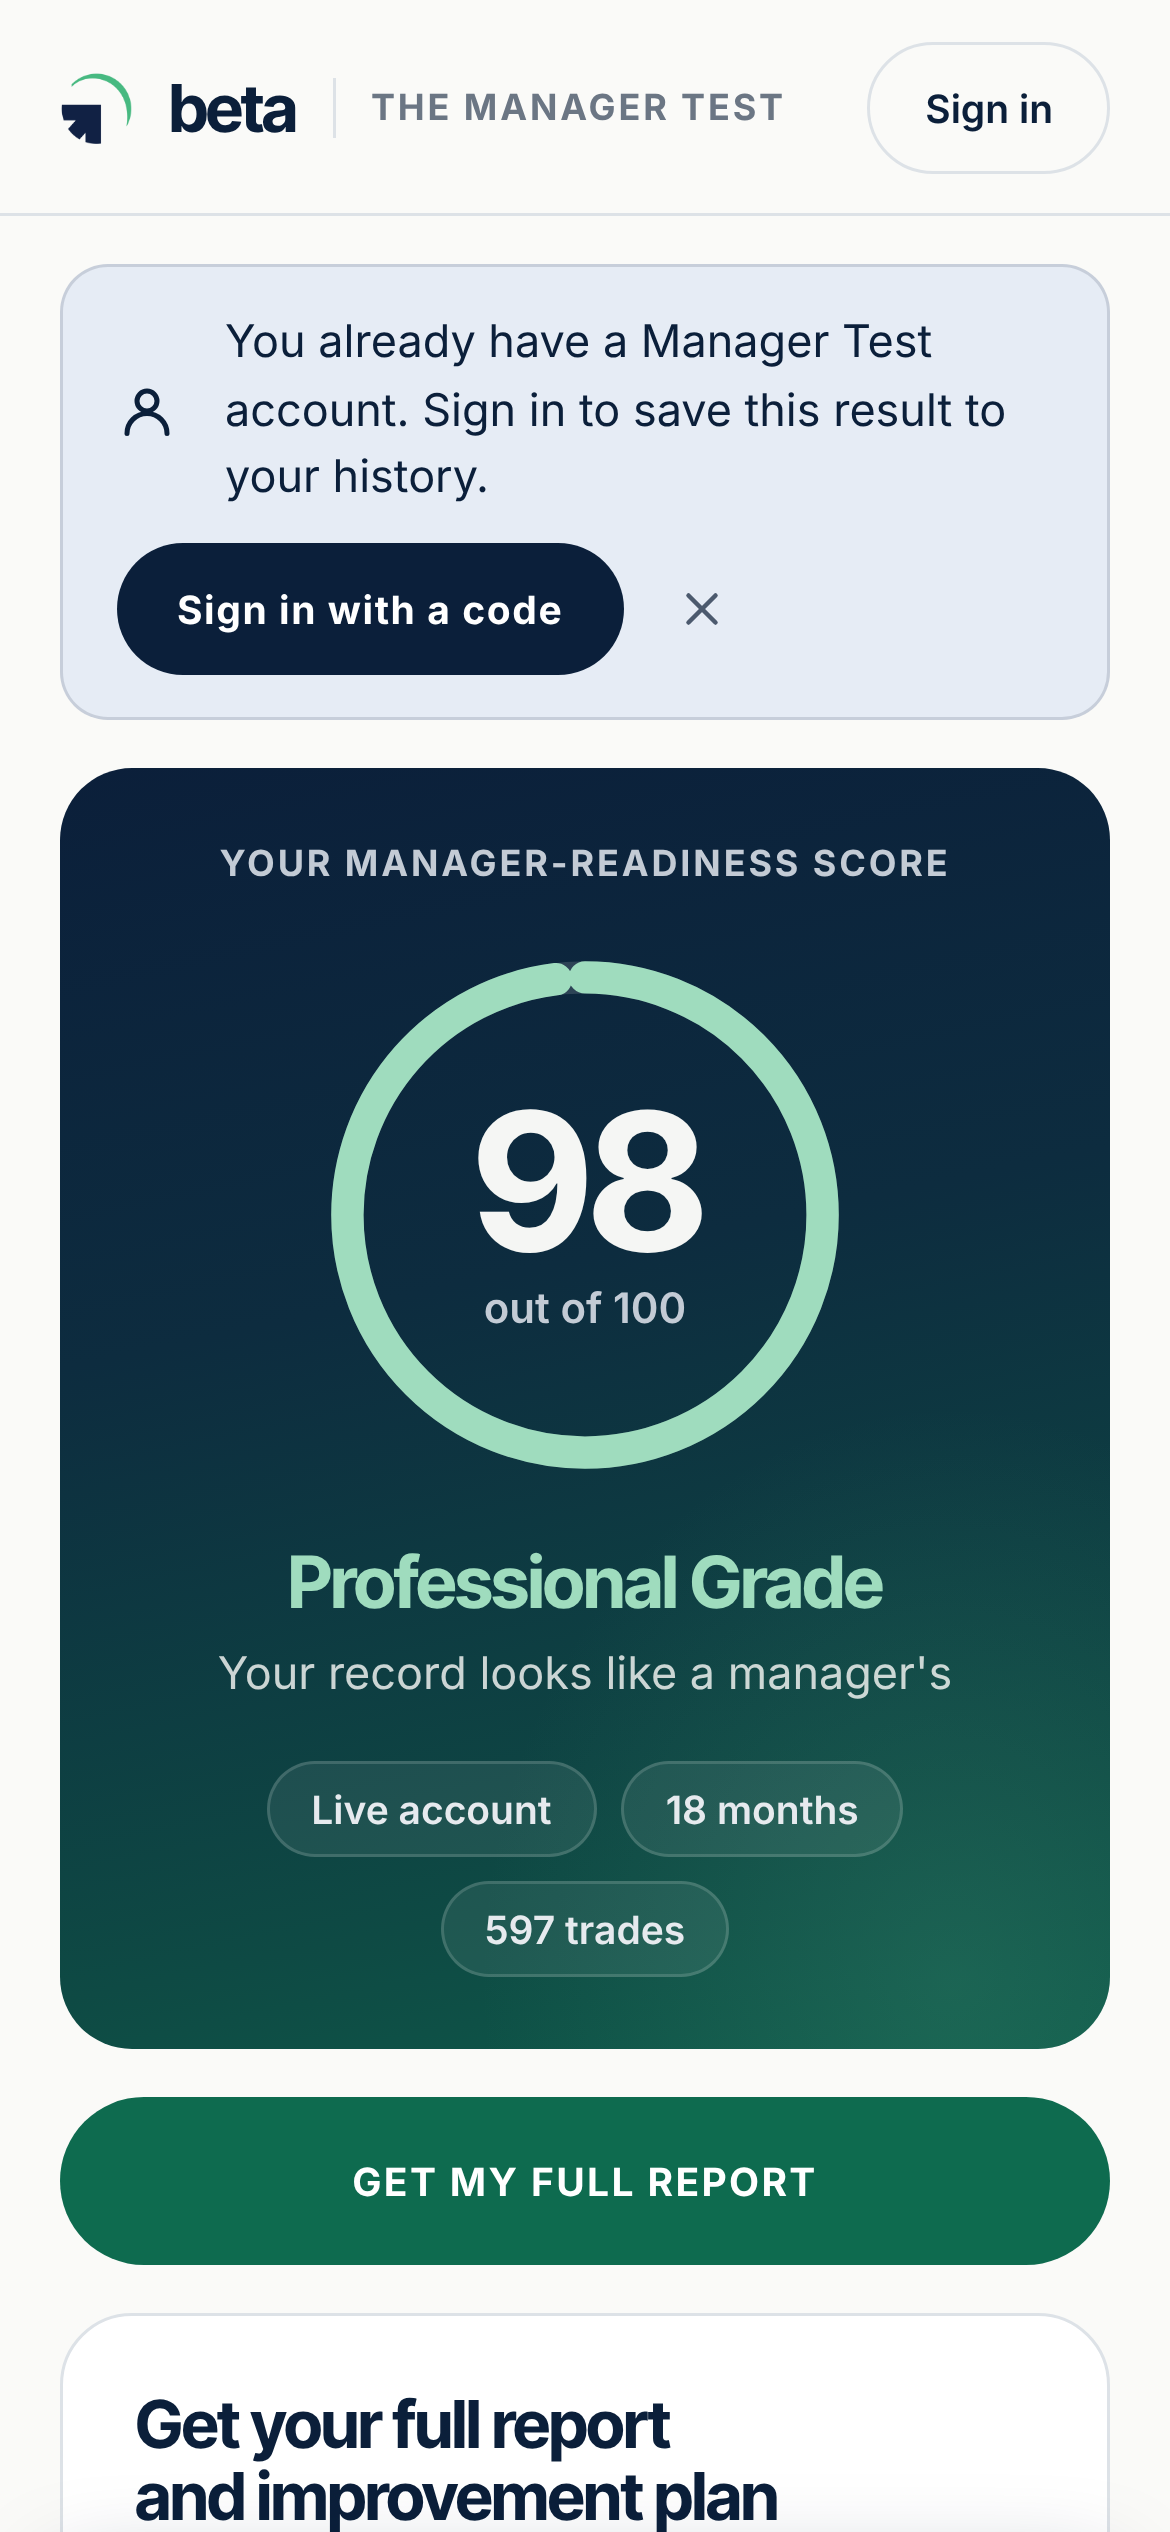 beta
THE MANAGER TEST
Sign in
You already have a Manager Test
account. Sign in to save this result to
your history.
Sign in with a code
YOUR MANAGER-READINESS SCORE
98
out of 100
Professional Grade
Your record looks like a manager's
Live account
18 months
597 trades
GET MY FULL REPORT
Get your full report
and improvement plan